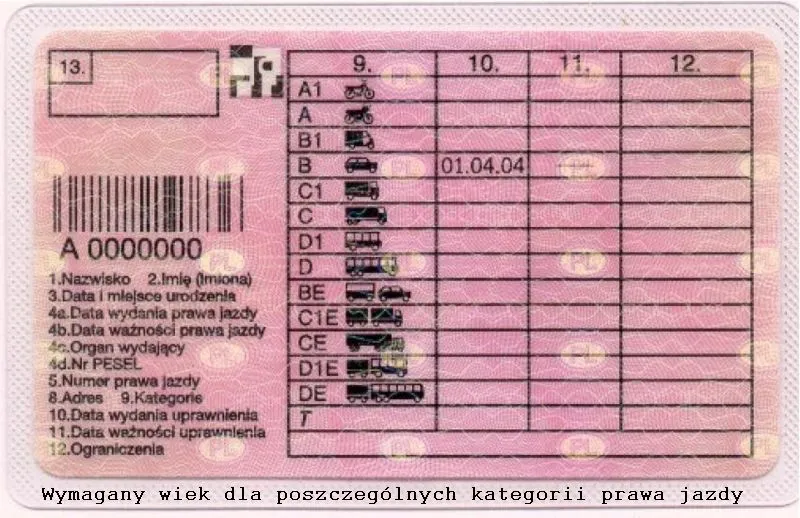 13.
9. 10. 11. 12.
A1
A
B1
B 01.04.04
C1
C
D1
D
BE
C1E
CE
D1E
DE
T
A 0000000
1.Nazwisko 2.Imię (Imiona)
3.Data i miejsce urodzenia
4a.Data wydania prawa jazdy
4b.Data ważności prawa jazdy
4c.Organ wydający
4d.Nr PESEL
5.Numer prawa jazdy
8.Adres 9.Kategorie
10.Data wydania uprawnienia
11.Data ważności uprawnienia
12.Ograniczenia
Wymagany wiek dla poszczególnych kategorii prawa jazdy